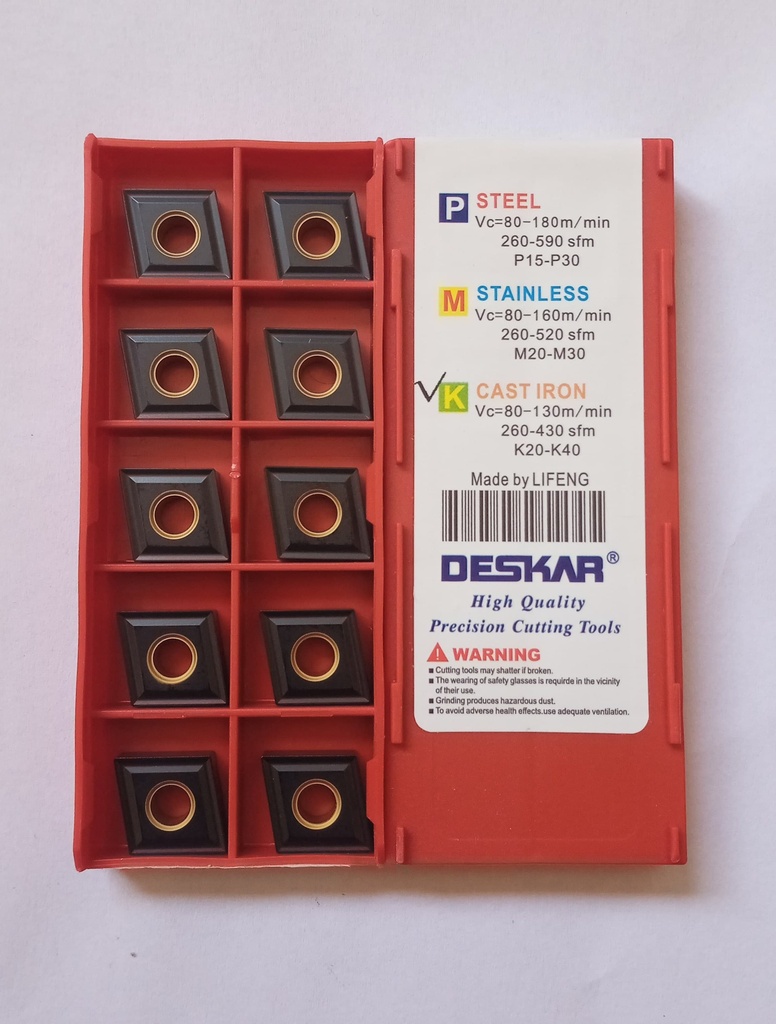 P STEEL
Vc=80-180m/min
260-590 sfm
P15-P30
M STAINLESS
Vc=80-160m/min
260-520 sfm
M20-M30
K CAST IRON
Vc=80-130m/min
260-430 sfm
K20-K40
Made by LIFENG
DESKAR®
High Quality
Precision Cutting Tools
WARNING
■ Cutting tools may shatter if broken.
■ The wearing of safety glasses is requirde in the vicinity
of their use.
■ Grinding produces hazardous dust.
■ To avoid adverse health effects.use adequate ventilation.